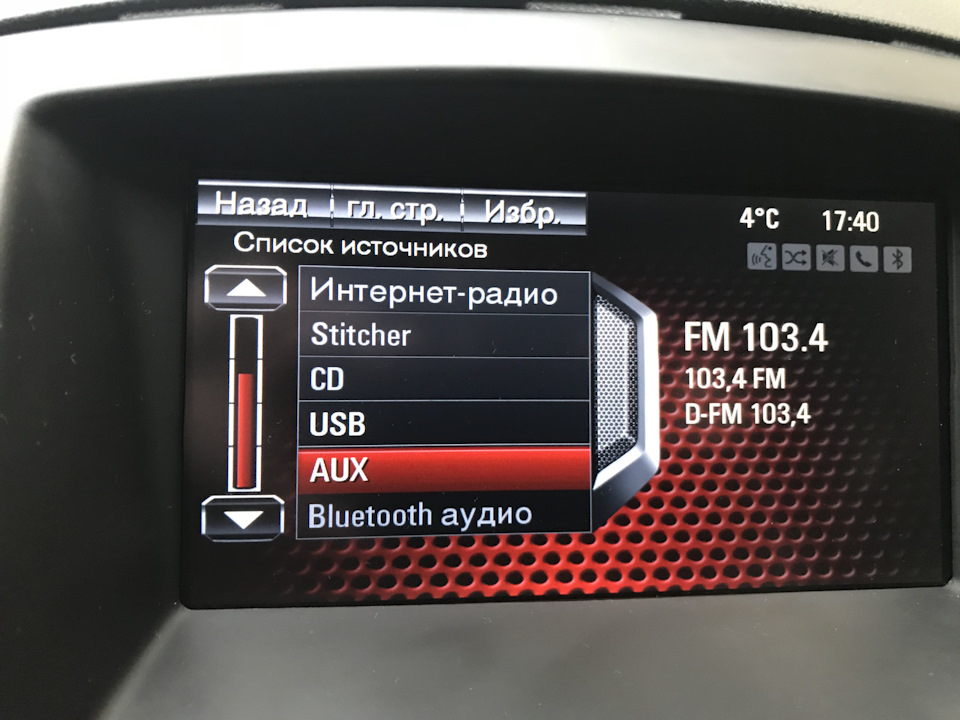 Назад гл. стр. Избр.
4°C 17:40
Список источников
Интернет-радио
Stitcher
CD
USB
AUX
Bluetooth аудио
FM 103.4
103,4 FM
D-FM 103,4